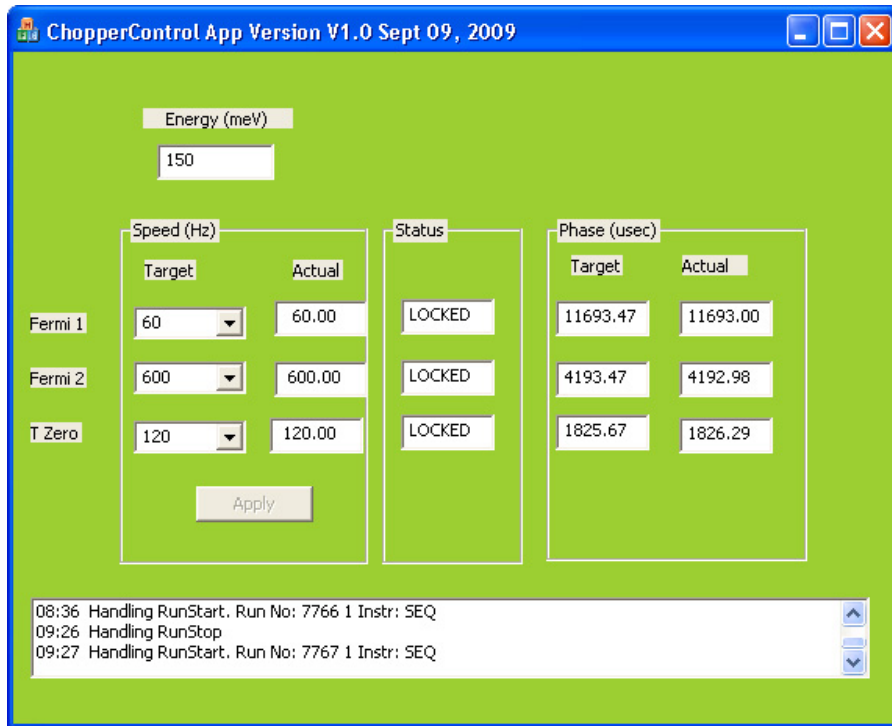 ChopperControl App Version V1.0 Sept 09, 2009
Energy (meV)
150
Speed (Hz) Status Phase (usec)
Target Actual Target Actual
Fermi 1 60 60.00 LOCKED 11693.47 11693.00
Fermi 2 600 600.00 LOCKED 4193.47 4192.98
T Zero 120 120.00 LOCKED 1825.67 1826.29
Apply
08:36 Handling RunStart. Run No: 7766 1 Instr: SEQ
09:26 Handling RunStop
09:27 Handling RunStart. Run No: 7767 1 Instr: SEQ